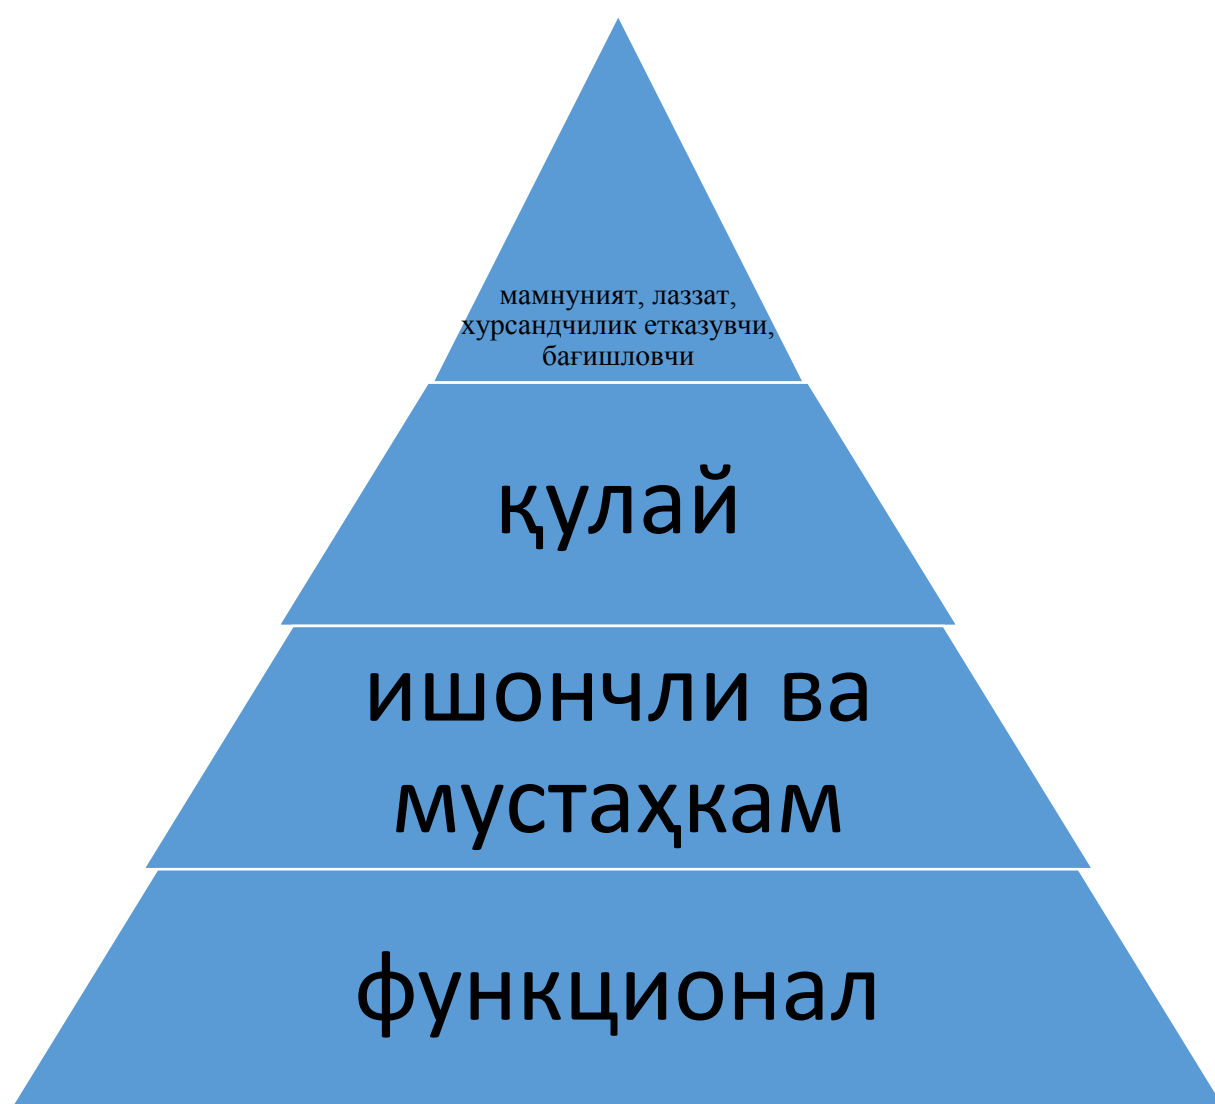 мамнуният, лаззат,
хурсандчилик етказувчи,
бағишловчи
қулай
ишончли ва
мустаҳкам
функционал